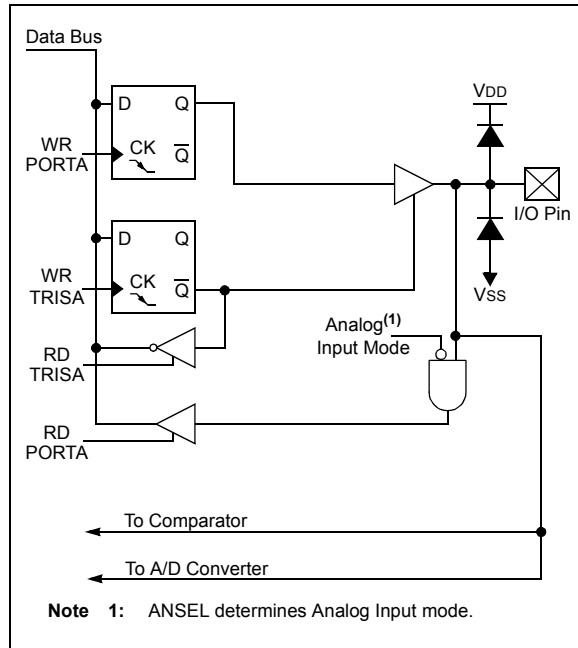 Data Bus
D Q
VDD
WR
PORTA
CK Q
I/O Pin
D Q
WR
TRISA
CK Q
VSS
Analog(1)
Input Mode
RD
TRISA
RD
PORTA
To Comparator
To A/D Converter
Note 1: ANSEL determines Analog Input mode.